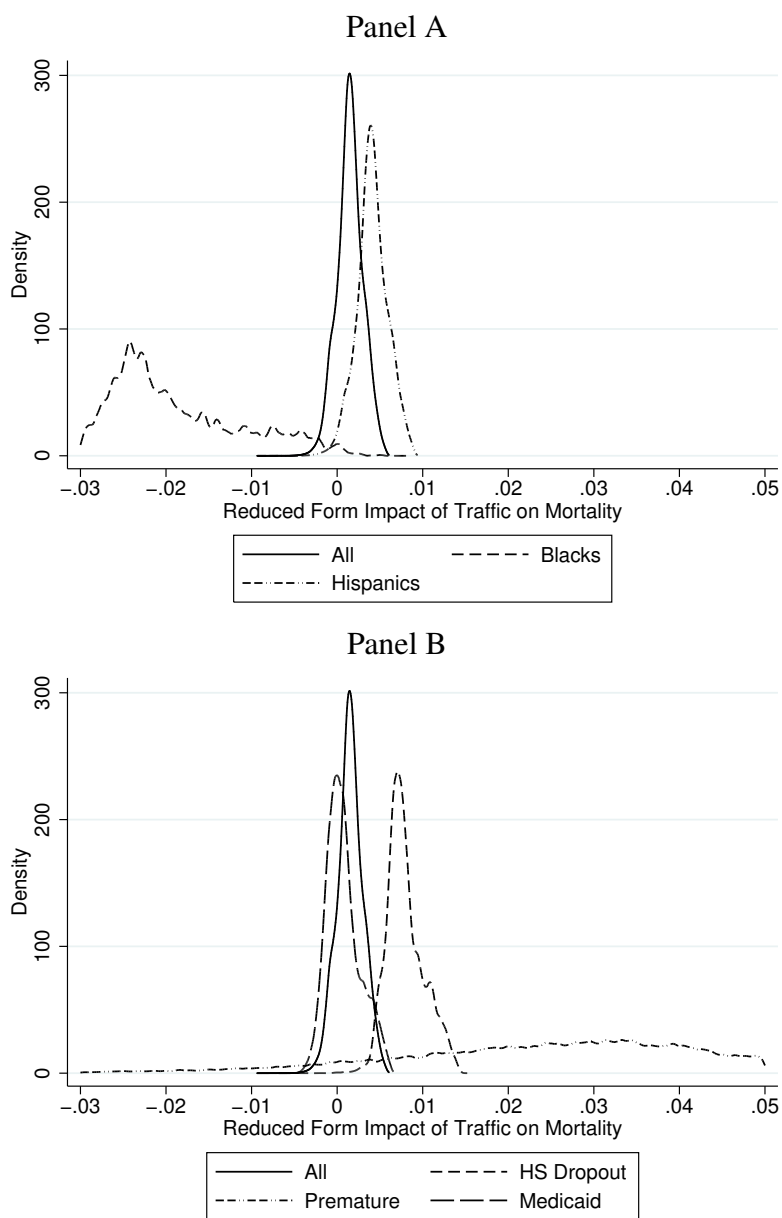 Panel A
300
200
100
0
Density
−.03 −.02 −.01 0 .01 .02 .03 .04 .05
Reduced Form Impact of Traffic on Mortality
All Blacks
Hispanics
Panel B
300
200
100
0
Density
−.03 −.02 −.01 0 .01 .02 .03 .04 .05
Reduced Form Impact of Traffic on Mortality
All HS Dropout
Premature Medicaid